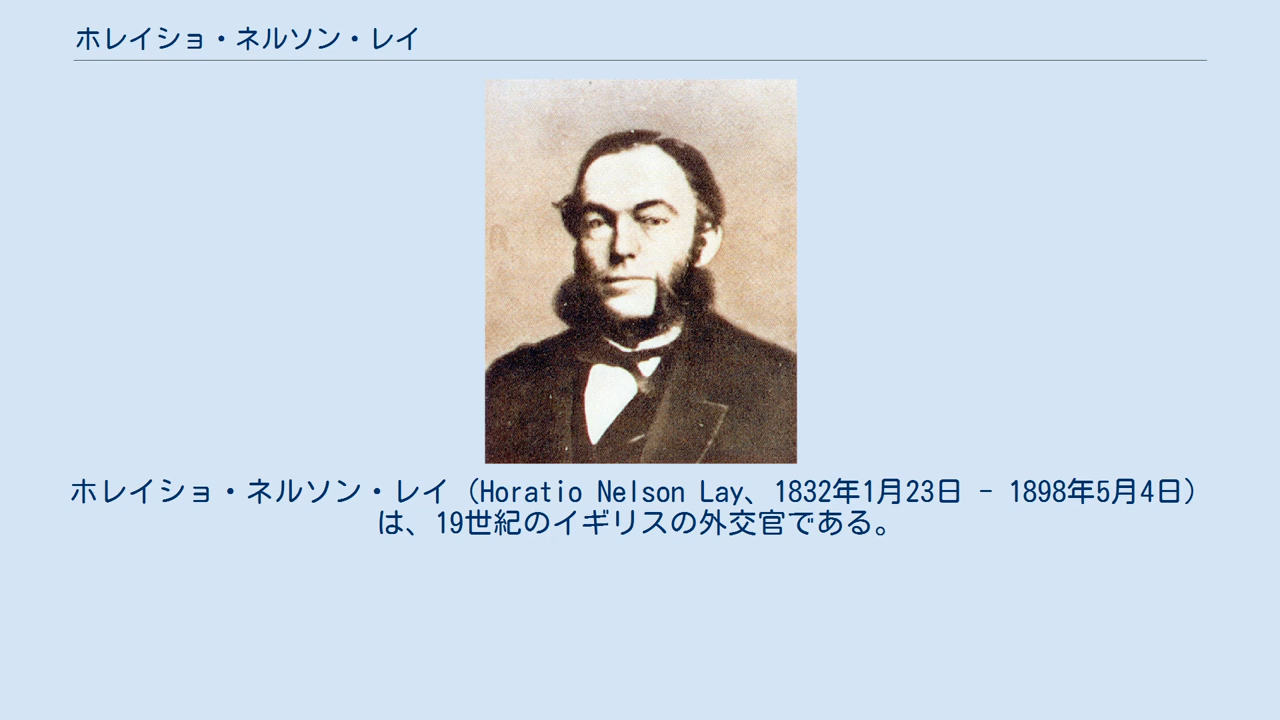 ホレイショ・ネルソン・レイ
ホレイショ・ネルソン・レイ（Horatio Nelson Lay、1832年1月23日 - 1898年5月4日）
は、19世紀のイギリスの外交官である。